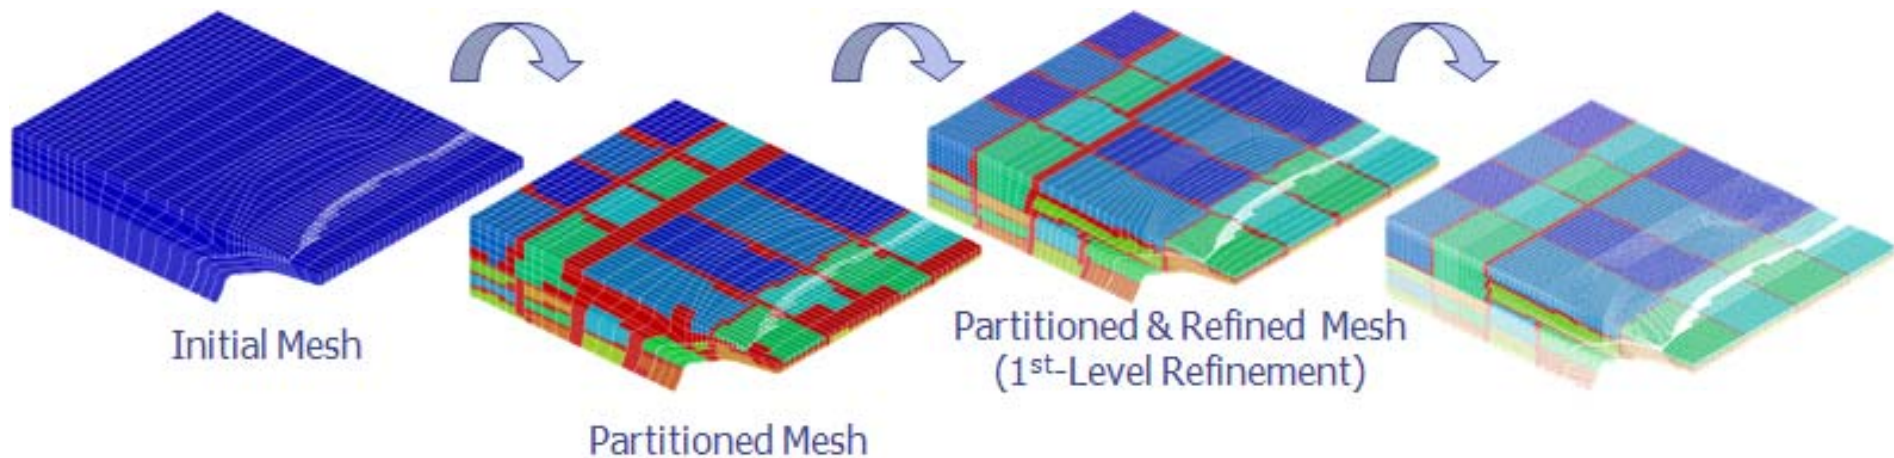 Initial Mesh
Partitioned Mesh
Partitioned & Refined Mesh
(1st-Level Refinement)